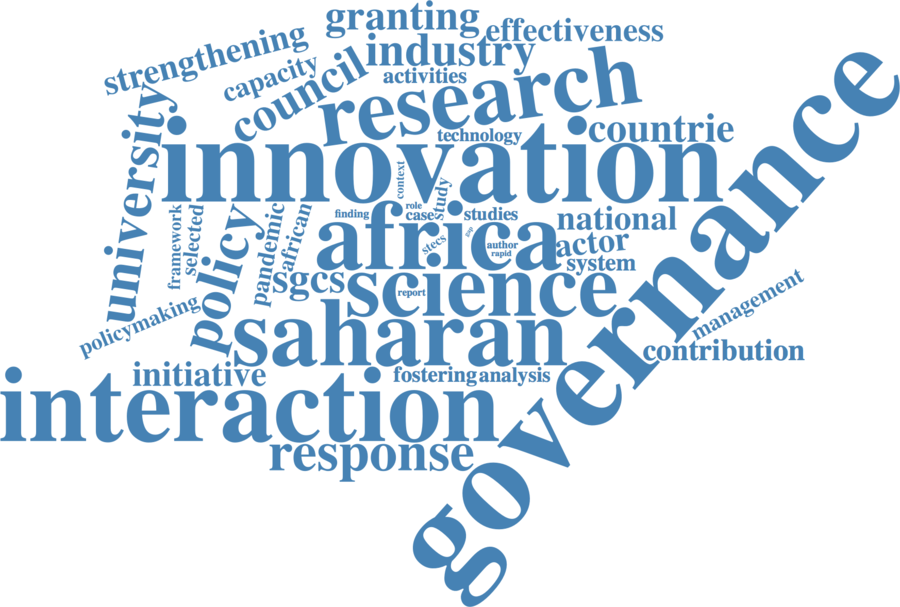 granting
effectiveness
strengthening
industry
capacity
activities
council
research
university
technology
countrie
innovation
context
study
framework
selected
policy
pandemic
african
finding
role
case
studies
gap
national
africa
stecs
author
rapid
actor
system
sgcs
science
report
governance
management
policymaking
saharan
contribution
initiative
fostering
analysis
interaction
response